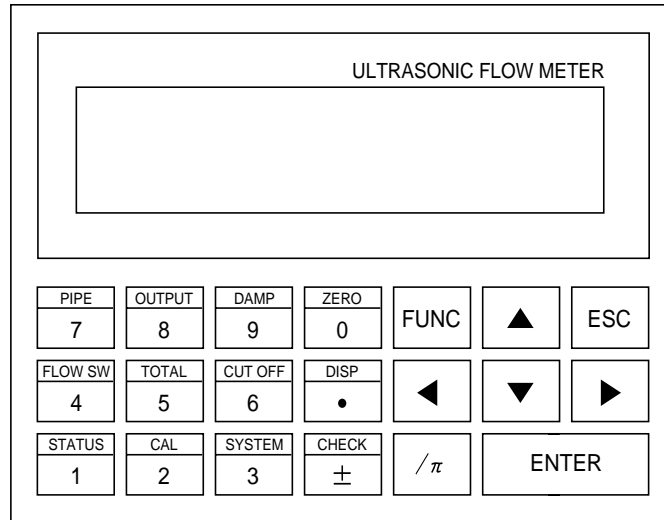 ULTRASONIC FLOW METER
PIPE OUTPUT DAMP ZERO
7 8 9 0 FUNC ▲ ESC
FLOW SW TOTAL CUT OFF DISP
4 5 6 • ◀ ▼ ▶
STATUS CAL SYSTEM CHECK
1 2 3 ± /π ENTER